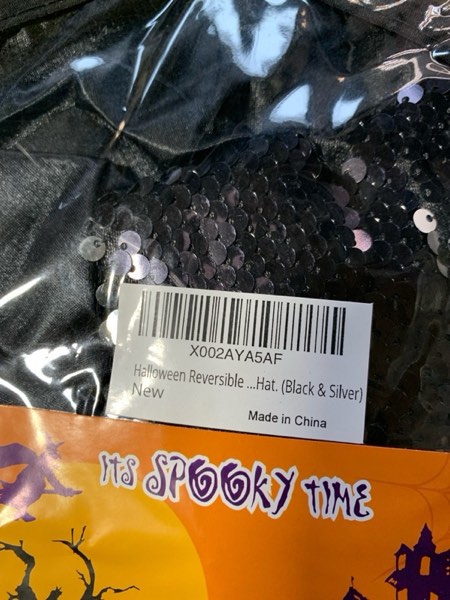 X002AYA5AF
Halloween Reversible ...Hat. (Black & Silver)
New
Made in China
ITS SPOOKY TIME